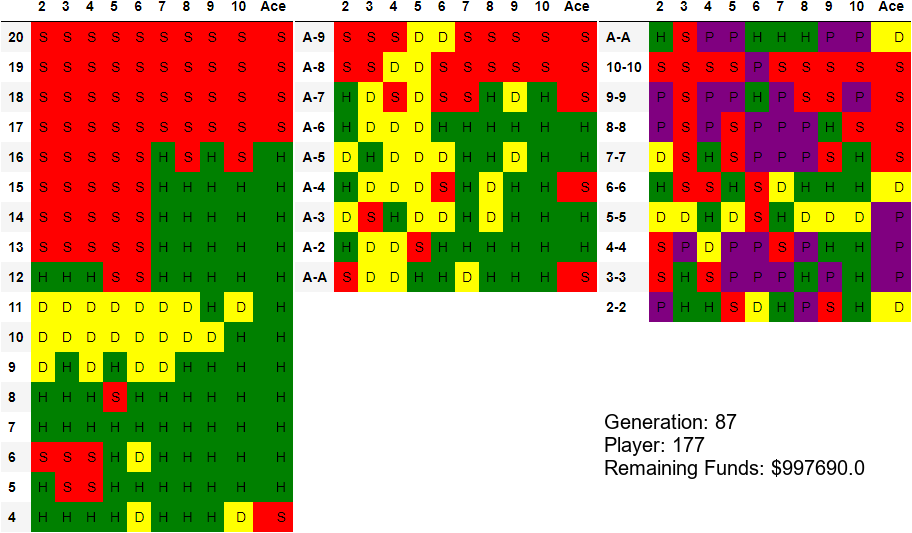 2 3 4 5 6 7 8 9 10 Ace
20 S S S S S S S S S S
19 S S S S S S S S S S
18 S S S S S S S S S S
17 S S S S S S S S S S
16 S S S S H S H S H
15 S S S S S H H H H H
14 S S S S S H H H H H
13 S S S S S H H H H H
12 H H H S S H H H H H
11 D D D D D D D H D H
10 D D D D D D D D H H
9 D H D H D D H H H H
8 H H H S H H H H H H
7 H H H H H H H H H H
6 S S S H D H H H H H
5 H S S H H H H H H H
4 H H H H D H H H D S
2 3 4 5 6 7 8 9 10 Ace
A-9 S S S D D S S S S S
A-8 S S D D S S S S S S
A-7 H D S D S S H D H S
A-6 H D D D H H H H H H
A-5 D H D D D H H D H H
A-4 H D D D S H D H H S
A-3 D S H D D H D H H H
A-2 H D D S H H H H H H
A-A S D D H H D H H H S
2 3 4 5 6 7 8 9 10 Ace
A-A H S P P H H H P P D
10-10 S S S S P S S S S S
9-9 P S P P H P S S P S
8-8 P S P S P P P H S S
7-7 D S H S P P P S H S
6-6 H S S H S D H H H D
5-5 D D H D S H D D D P
4-4 S P D P P S P H H P
3-3 S H S P P P H P H P
2-2 P H H S D H P S H D
Generation: 87
Player: 177
Remaining Funds: $997690.0